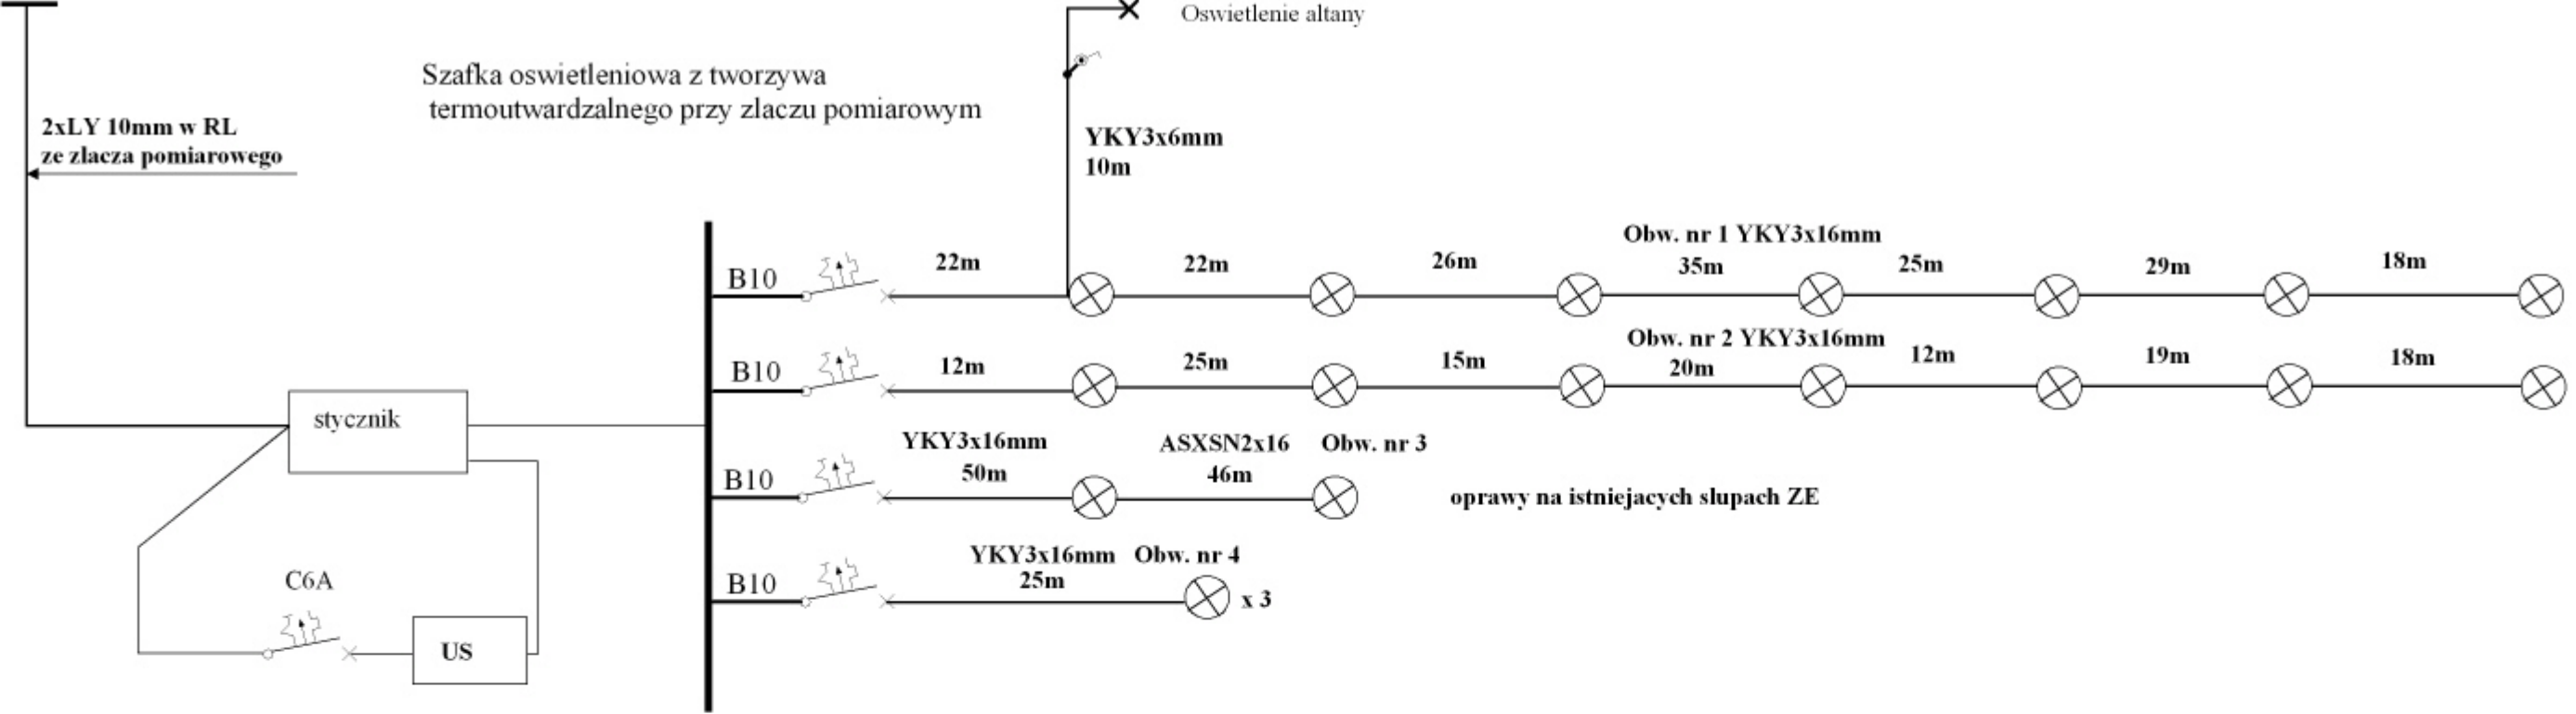 Oswietlenie altany
Szafka oswietleniowa z tworzywa
termoutwardzalnego przy zlaczu pomiarowym
2xLY 10mm w RL
ze zlacza pomiarowego
YKY3x6mm
10m
Obw. nr 1 YKY3x16mm
B10
22m
22m
26m
35m
25m
29m
18m
Obw. nr 2 YKY3x16mm
B10
12m
25m
15m
20m
12m
19m
18m
stycznik
YKY3x16mm
ASXSN2x16
Obw. nr 3
B10
50m
46m
oprawy na istniejacych slupach ZE
YKY3x16mm
Obw. nr 4
B10
25m
x 3
C6A
US